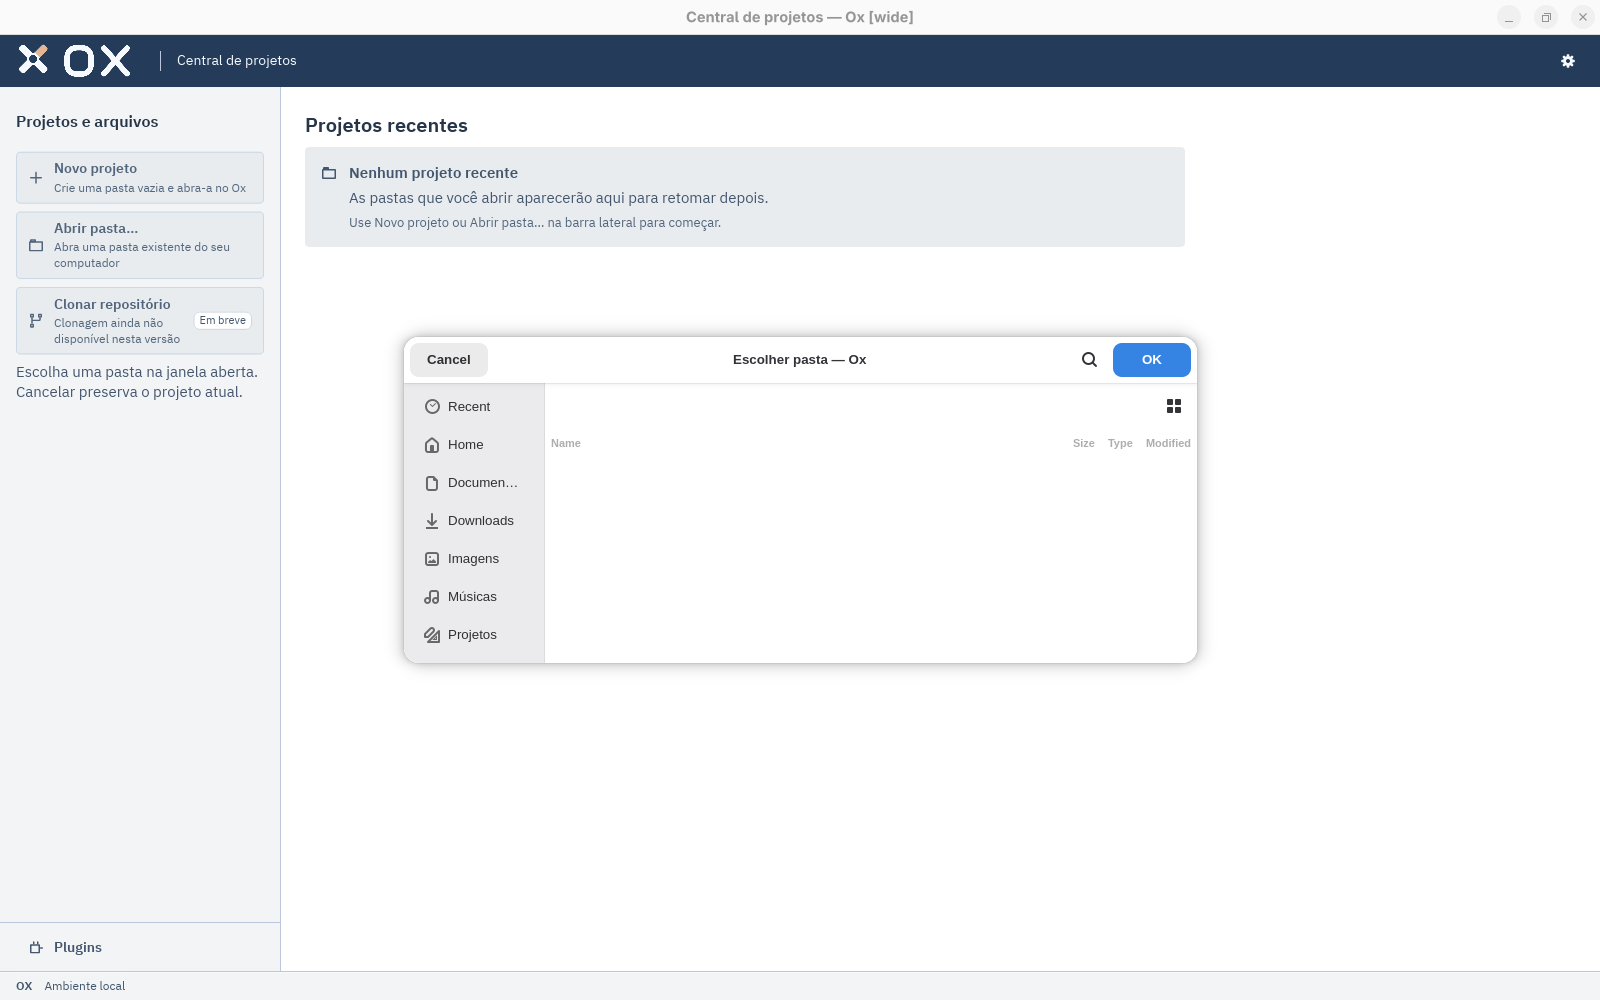 Central de projetos — Ox [wide]
OX
Central de projetos
Projetos e arquivos
Novo projeto
Crie uma pasta vazia e abra-a no Ox
Abrir pasta...
Abra uma pasta existente do seu
computador
Clonar repositório
Clonagem ainda não
disponível nesta versão
Em breve
Escolha uma pasta na janela aberta.
Cancelar preserva o projeto atual.
Projetos recentes
Nenhum projeto recente
As pastas que você abrir aparecerão aqui para retomar depois.
Use Novo projeto ou Abrir pasta... na barra lateral para começar.
Cancel
Escolher pasta — Ox
OK
Recent
Home
Documen…
Downloads
Imagens
Músicas
Projetos
Name Size Type Modified
Plugins
OX Ambiente local